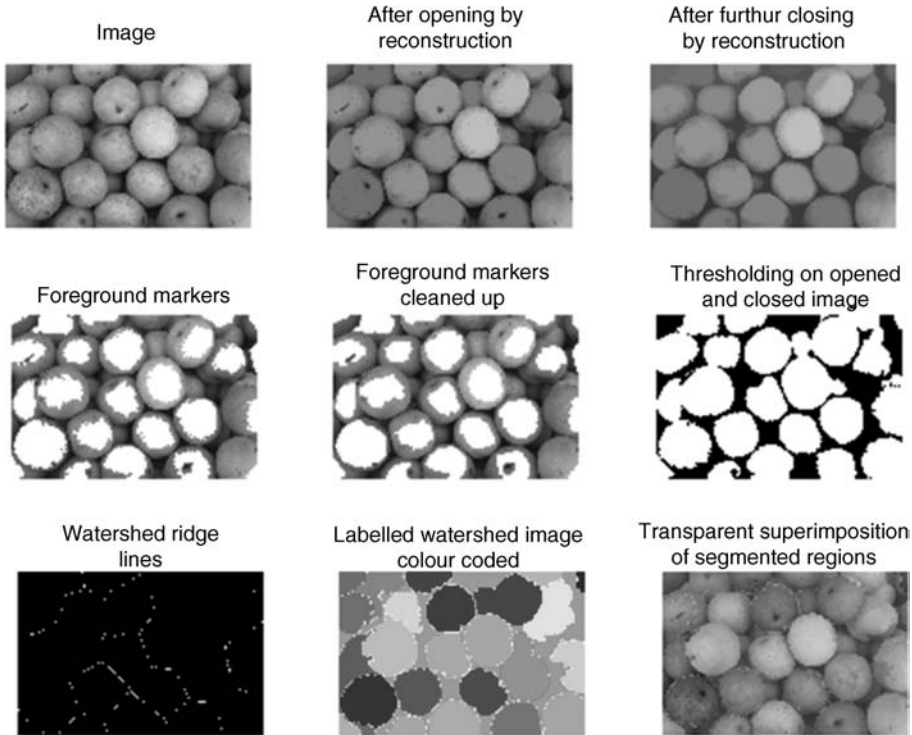 Image
After opening by
reconstruction
After furthur closing
by reconstruction
Foreground markers
Foreground markers
cleaned up
Thresholding on opened
and closed image
Watershed ridge
lines
Labelled watershed image
colour coded
Transparent superimposition
of segmented regions